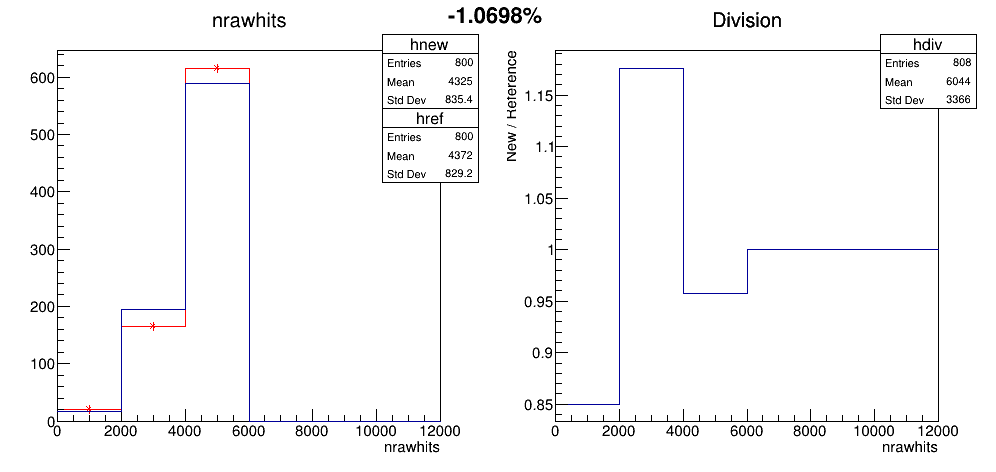 -1.0698%
nrawhits
hnew
Entries 800
Mean 4325
Std Dev 835.4
href
Entries 800
Mean 4372
Std Dev 829.2
600
500
400
300
200
100
0
0 2000 4000 6000 8000 10000 12000
nrawhits
Division
hdiv
Entries 808
Mean 6044
Std Dev 3366
New / Reference
1.15
1.1
1.05
1
0.95
0.9
0.85
0 2000 4000 6000 8000 10000 12000
nrawhits